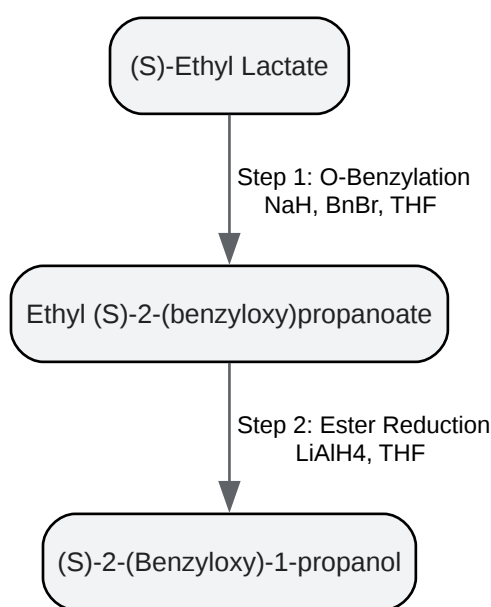 (S)-Ethyl Lactate
Step 1: O-Benzylation
NaH, BnBr, THF
Ethyl (S)-2-(benzyloxy)propanoate
Step 2: Ester Reduction
LiAlH4, THF
(S)-2-(Benzyloxy)-1-propanol